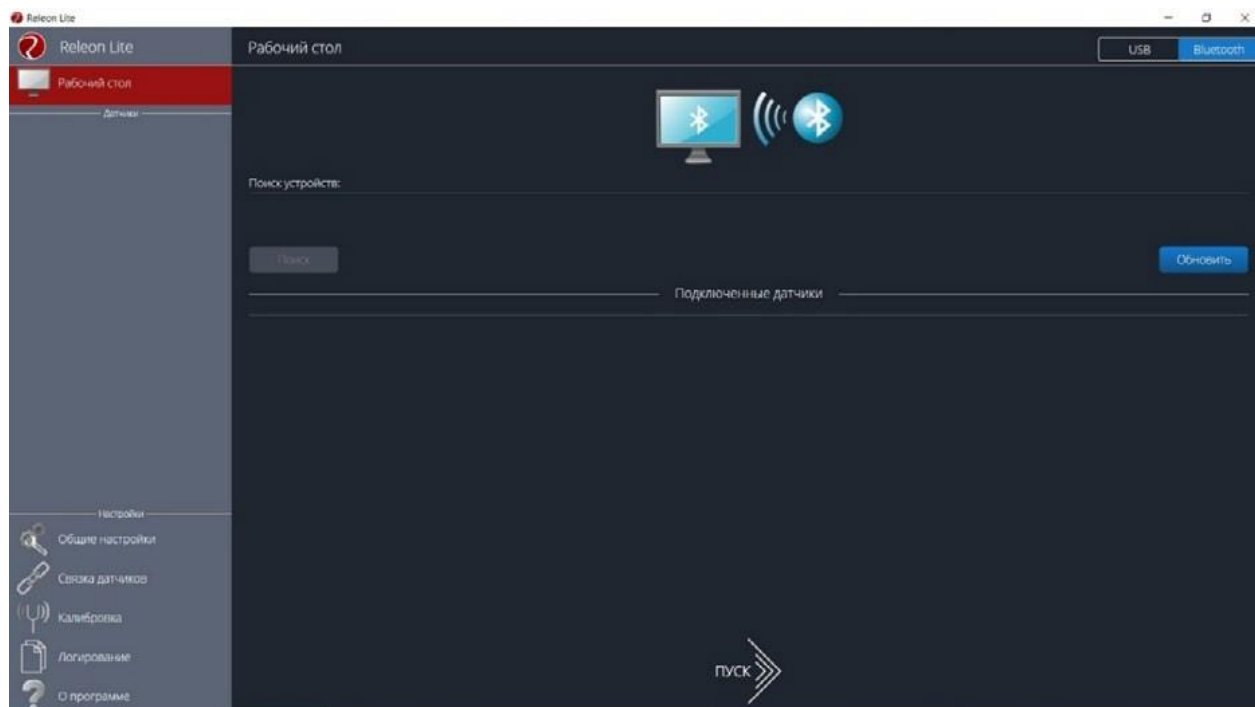 Releon Lite
Releon Lite
Рабочий стол
USB
Bluetooth
Рабочий стол
Датчики
Поиск устройств:
Поиск
Обновить
Подключенные датчики
Настройки
Общие настройки
Связка датчиков
Калибровка
Логирование
О программе
ПУСК